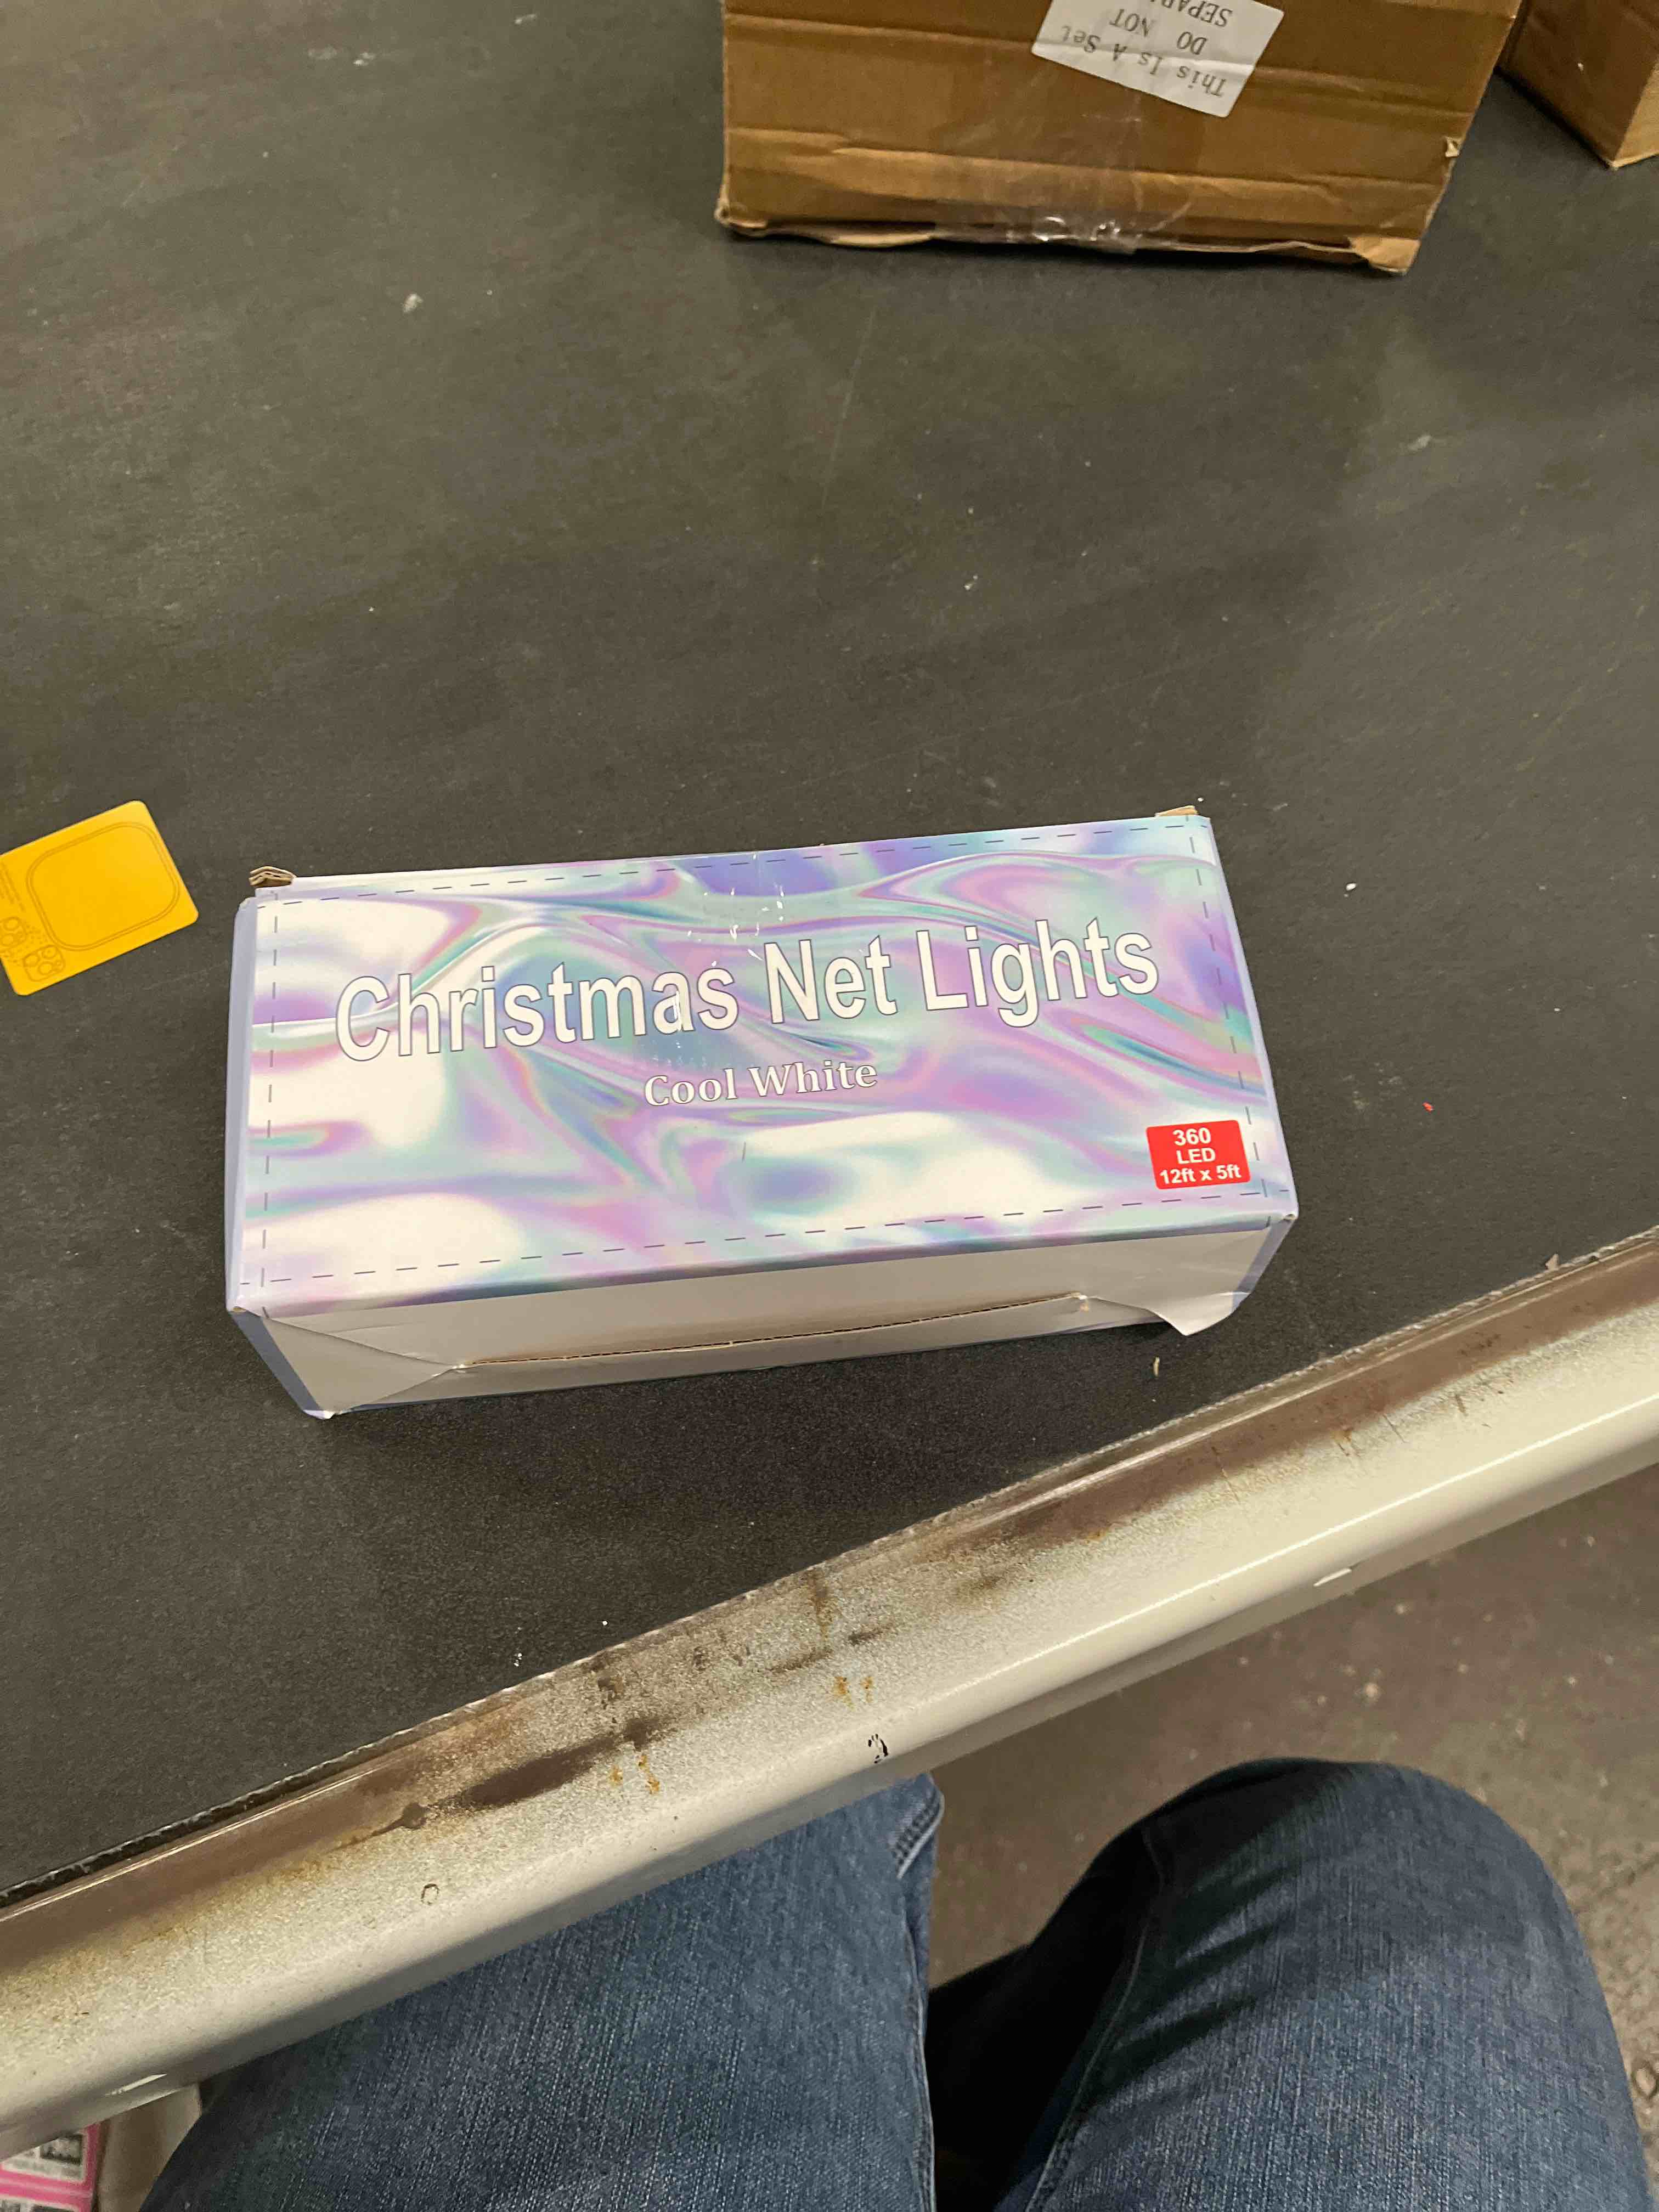 This Is A Set
DO NOT
Christmas Net Lights
Cool White
360
LED
12ft x 5ft